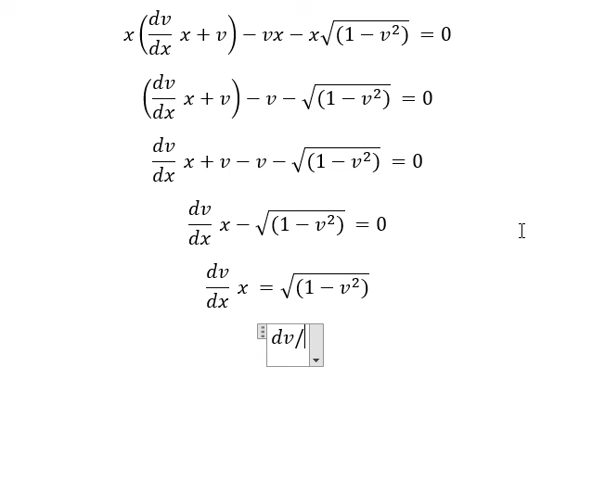 x(dv/dx x + v) − vx − x√(1 − v²) = 0
(dv/dx x + v) − v − √(1 − v²) = 0
dv/dx x + v − v − √(1 − v²) = 0
dv/dx x − √(1 − v²) = 0
dv/dx x = √(1 − v²)
dv/